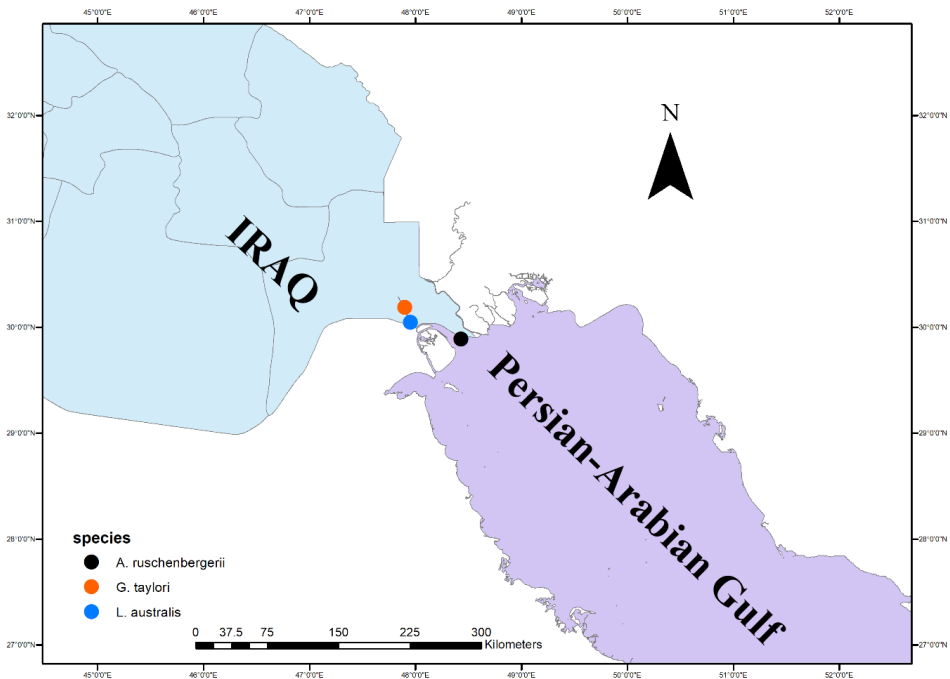 45°0'0"E 46°0'0"E 47°0'0"E 48°0'0"E 49°0'0"E 50°0'0"E 51°0'0"E 52°0'0"E
32°0'0"N 32°0'0"N
N
31°0'0"N 31°0'0"N
IRAQ
30°0'0"N 30°0'0"N
Persian-Arabian Gulf
29°0'0"N 29°0'0"N
28°0'0"N 28°0'0"N
species
A. ruschenbergerii
G. taylori
L. australis
0 37.5 75 150 225 300
Kilometers
27°0'0"N 27°0'0"N
45°0'0"E 46°0'0"E 47°0'0"E 48°0'0"E 49°0'0"E 50°0'0"E 51°0'0"E 52°0'0"E